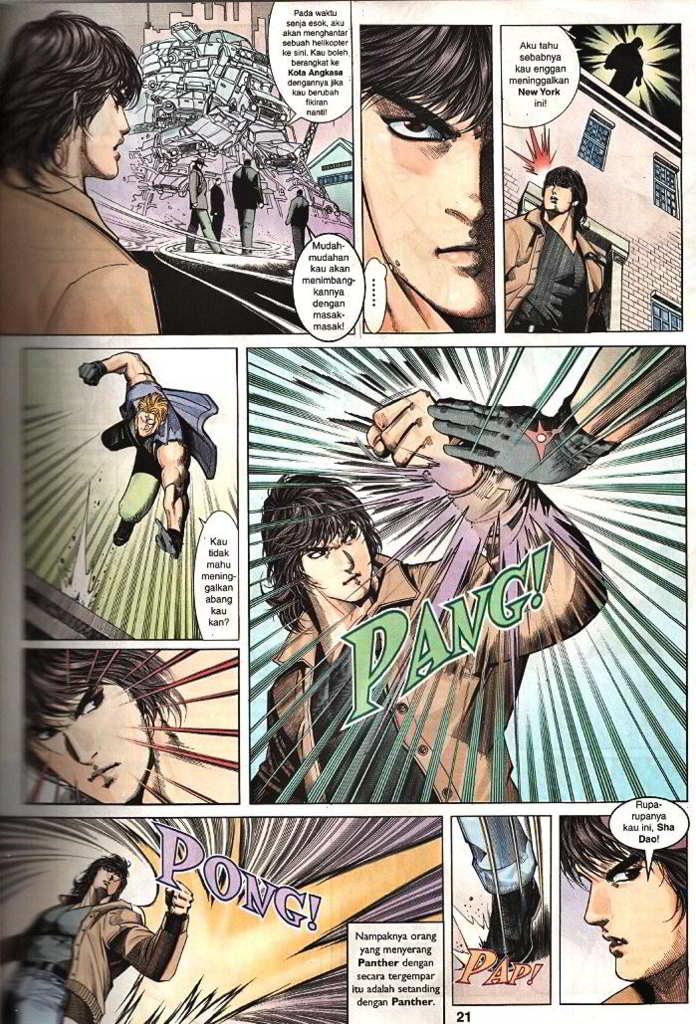 Pada waktu
senja esok, aku
akan menghantar
sebuah helikopter
ke sini. Kau boleh
berangkat ke
Kota Angkasa
dengannya jika
kau berubah
fikiran
nanti!
Mudah-
mudahan
kau akan
menimbang-
kannya
dengan
masak-
masak!
......
Aku tahu
sebabnya
kau enggan
meninggalkan
New York
ini!
Kau
tidak
mahu
mening-
galkan
abang
kau
kan?
PANG!
PONG!
Nampaknya orang
yang menyerang
Panther dengan
secara tergempar
itu adalah setanding
dengan Panther.
PAP!
Rupa-
rupanya
kau ini, Sha
Dao!
21